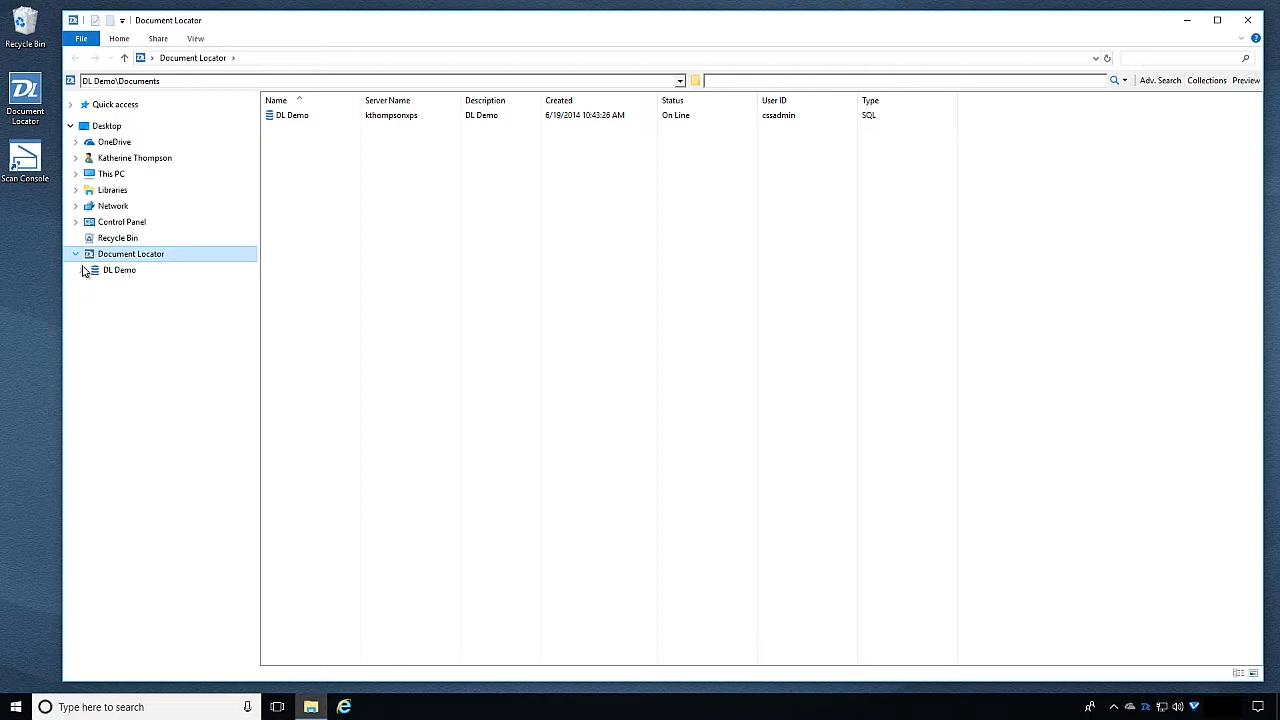 Recycle Bin
Document Locator
Scan Console
Document Locator
File Home Share View
Document Locator
DL Demo\Documents
Adv. Search Collections Preview
Quick access
Desktop
OneDrive
Katherine Thompson
This PC
Libraries
Network
Control Panel
Recycle Bin
Document Locator
DL Demo
Name Server Name Description Created Status User ID Type
DL Demo kthompsonxps DL Demo 6/19/2014 10:43:26 AM On Line cssadmin SQL
Type here to search